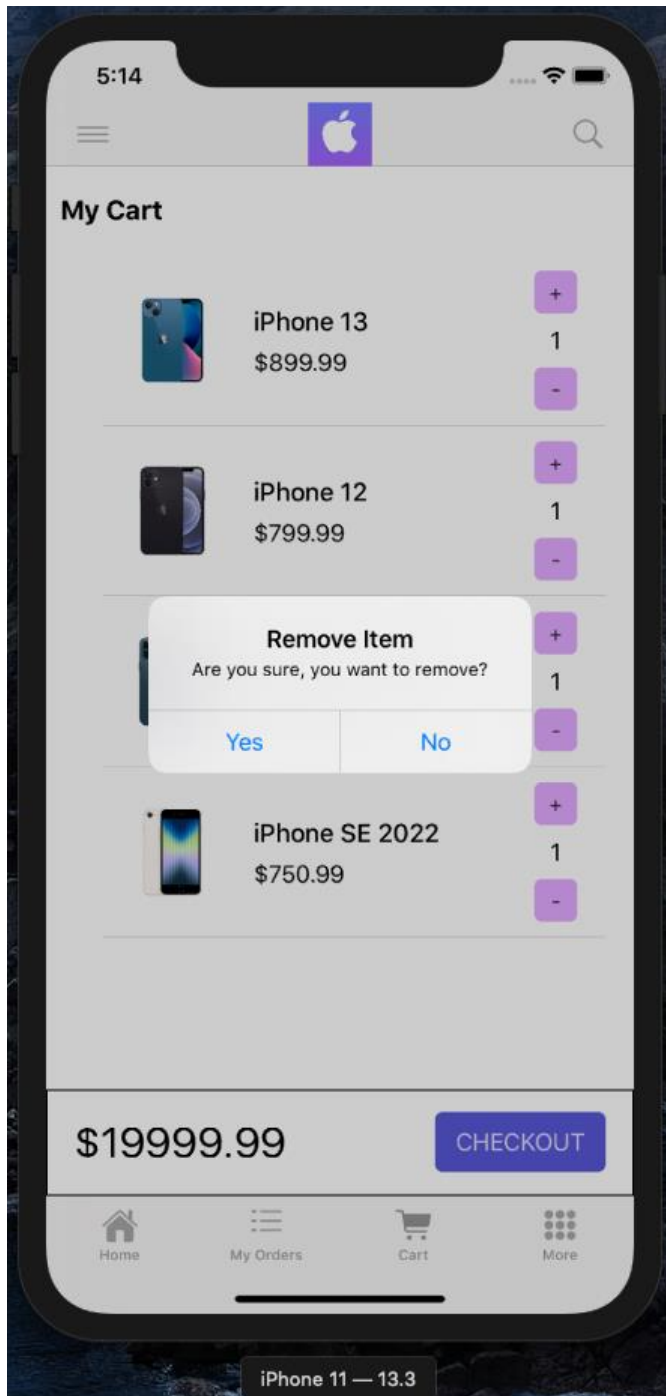 5:14
My Cart
iPhone 13
$899.99
+
1
-
iPhone 12
$799.99
+
1
-
Remove Item
Are you sure, you want to remove?
Yes
No
+
1
-
iPhone SE 2022
$750.99
+
1
-
$19999.99
CHECKOUT
Home
My Orders
Cart
More
iPhone 11 — 13.3